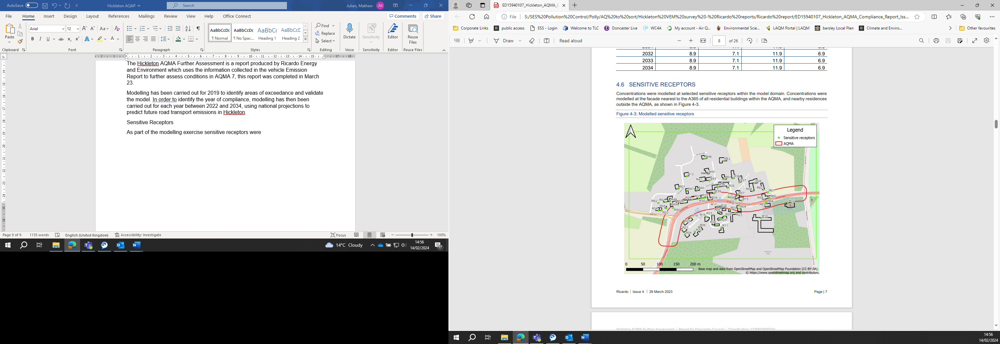 AutoSave
Hickleton AQAP
Search
Julian, Mathew
JM
File Home Insert Design Layout References Mailings Review View Help Office Connect
Comments Share
Paste
Arial 12
Find
Replace
Select
AaBbCcDc AaBbCcDc AaBbCc AaBbCcE
¶ Normal ¶ No Spac... Heading 1 Heading 2
Dictate Sensitivity Editor Reuse Files
Clipboard Font Paragraph Styles Editing Voice Sensitivity Editor Reuse Files
The Hickleton AQMA Further Assessment is a report produced by Ricardo Energy
and Environment which uses the information collected in the vehicle Emission
Report to further assess conditions in AQMA 7, this report was completed in March
23.
Modelling has been carried out for 2019 to identify areas of exceedance and validate
the model. In order to identify the year of compliance, modelling has then been
carried out for each year between 2022 and 2034, using national projections to
predict future road transport emissions in Hickleton.
Sensitive Receptors
As part of the modelling exercise sensitive receptors were
Page 9 of 9 1135 words English (United Kingdom) Accessibility: Investigate Focus 100%
14°C Cloudy
14:56
14/02/2024
17
ED15940107_Hickleton_AQMA_C
File S:/SES%20Pollution%20Control/Polly/AQ%20to%20sort/Hickleton%20VEM%20survey%20-%20Ricardo%20reports/Ricardo%20report/ED15940107_Hickleton_AQMA_Compliance_Report_Iss...
Corporate Links public access ESS - Login Welcome to TLC Doncaster Live WC4A My account - Air Q... Environmental Scie... LAQM Portal | LAQM barsley Local Plan Climate and Enviro... Other favourites
Draw Read aloud 8 of 26
2032 8.9 7.1 11.9 6.9
2033 8.9 7.1 11.9 6.9
2034 8.9 7.1 11.9 6.9
4.6 SENSITIVE RECEPTORS
Concentrations were modelled at selected sensitive receptors within the model domain. Concentrations were
modelled at the facade nearest to the A365 of all residential buildings within the AQMA, and nearby residences
outside the AQMA, as shown in Figure 4-3.
Figure 4-3: Modelled sensitive receptors
Legend
Sensitive receptors
AQMA
R46 R12
R13 R45
R41 R43 R01 R36 R37
R07 R47 R40 R38 R35 R08
R39 R58 R62 R61
R57 R60
R52 R51 R48 R28 R29 R31 R33 R34 R56 R15 R59
R49 R30 R14 R64 R02
R54 R55 R50 R17 R16 R09 R63
R53 R05 R03
R19 R18 R23 R26 R27 R10
R22 R24 R25
R21 R06 R11
R04 R20
0 50 100 150 200 m
Base map and data from OpenStreetMap and OpenStreetMap Foundation (CC-BY-SA).
© https://www.openstreetmap.org and contributors.
Ricardo | Issue 4 | 29 March 2023 Page | 7
Hickleton AQMA Further Assessment | Report for Doncaster Council | Classification: CONFIDENTIAL
14:56
14/02/2024